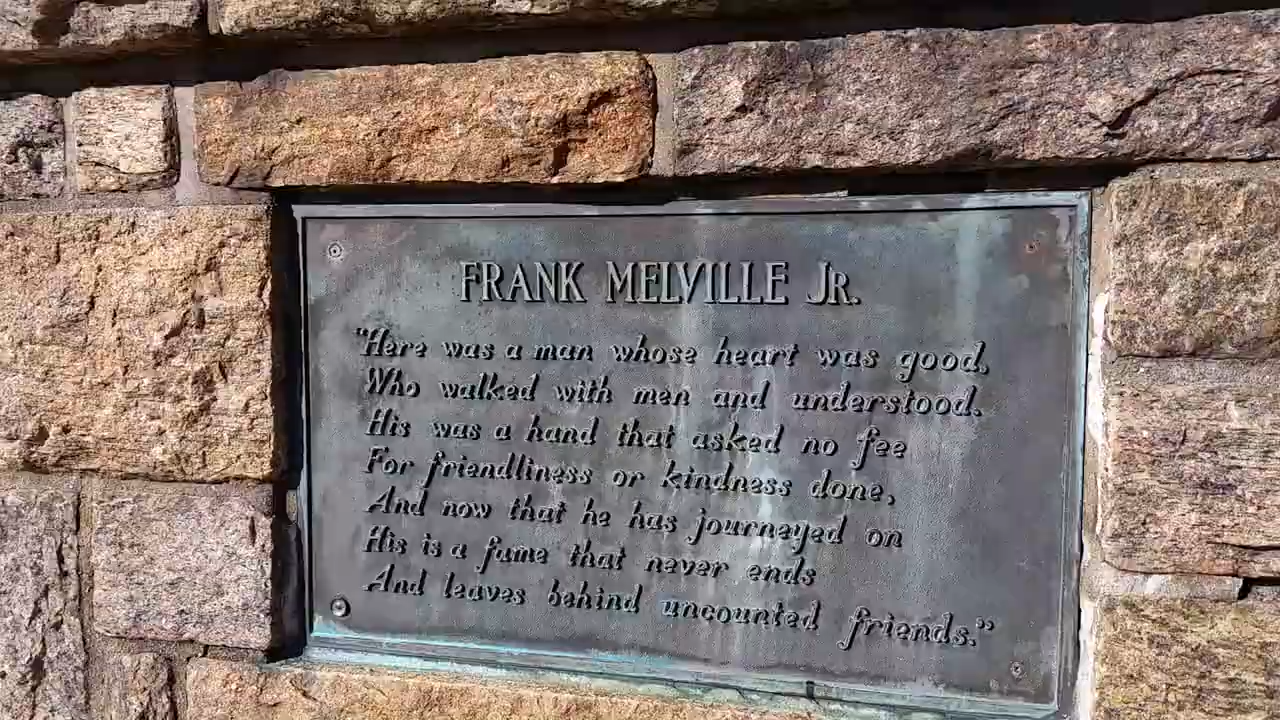 FRANK MELVILLE JR.
"Here was a man whose heart was good,
Who walked with men and understood.
His was a hand that asked no fee
For friendliness or kindness done,
And now that he has journeyed on
His is a fame that never ends
And leaves behind uncounted friends."